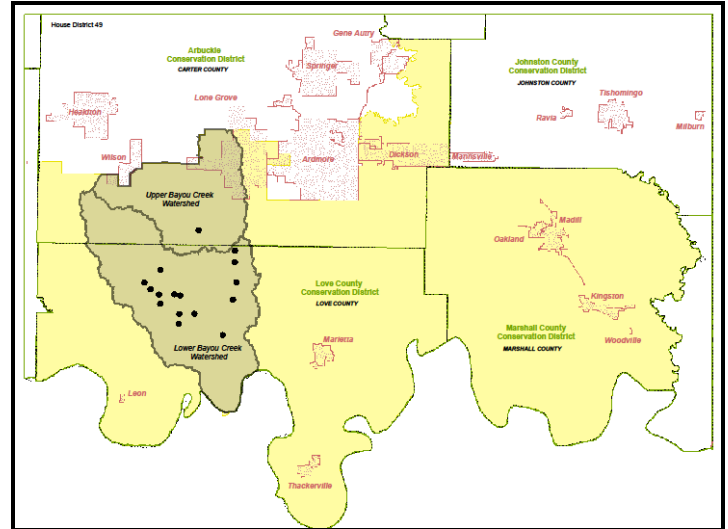 House District 49
Gene Autry
Arbuckle
Conservation District
CARTER COUNTY
Springer
Johnston County
Conservation District
JOHNSTON COUNTY
Tishomingo
Healdton
Lone Grove
Ravia
Milburn
Wilson
Ardmore
Dickson
Mannsville
Upper Bayou Creek
Watershed
Madill
Oakland
Love County
Conservation District
LOVE COUNTY
Kingston
Marshall County
Conservation District
MARSHALL COUNTY
Woodville
Marietta
Lower Bayou Creek
Watershed
Leon
Thackerville